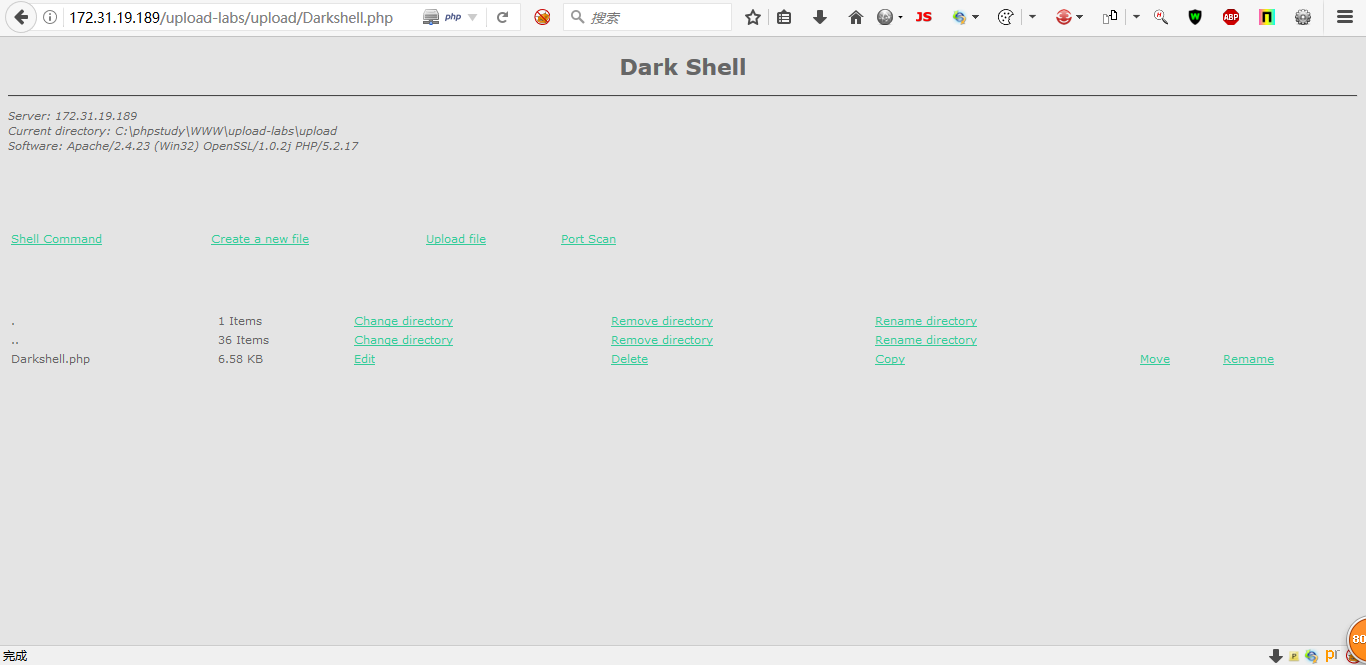 172.31.19.189/upload-labs/upload/Darkshell.php php 搜索 JS ABP
Dark Shell
Server: 172.31.19.189
Current directory: C:\phpstudy\WWW\upload-labs\upload
Software: Apache/2.4.23 (Win32) OpenSSL/1.0.2j PHP/5.2.17
Shell Command Create a new file Upload file Port Scan
. 1 Items Change directory Remove directory Rename directory
.. 36 Items Change directory Remove directory Rename directory
Darkshell.php 6.58 KB Edit Delete Copy Move Remame
80
完成 pr